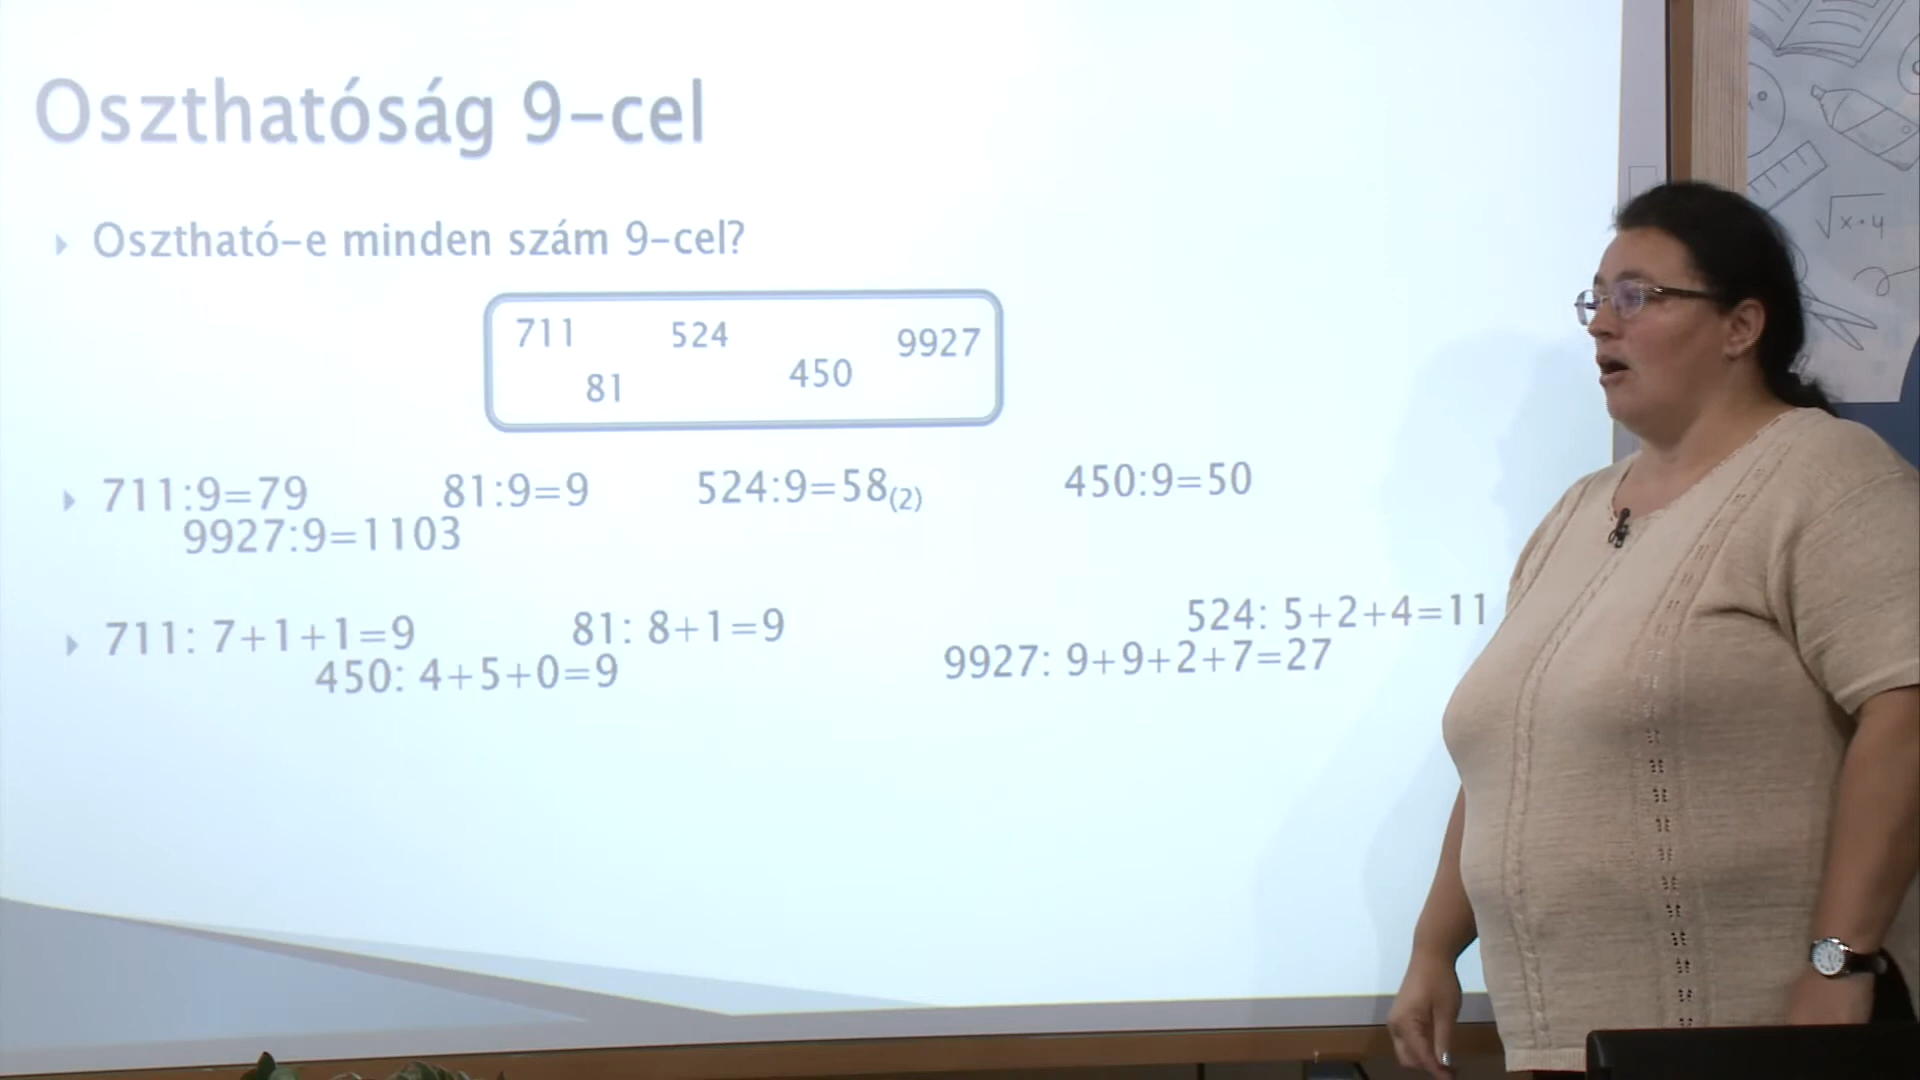 Oszthatóság 9-cel
Osztható-e minden szám 9-cel?
711 524 9927
81 450
711:9=79 81:9=9 524:9=58(2) 450:9=50
9927:9=1103
711: 7+1+1=9 81: 8+1=9 524: 5+2+4=11
450: 4+5+0=9 9927: 9+9+2+7=27
√x·4